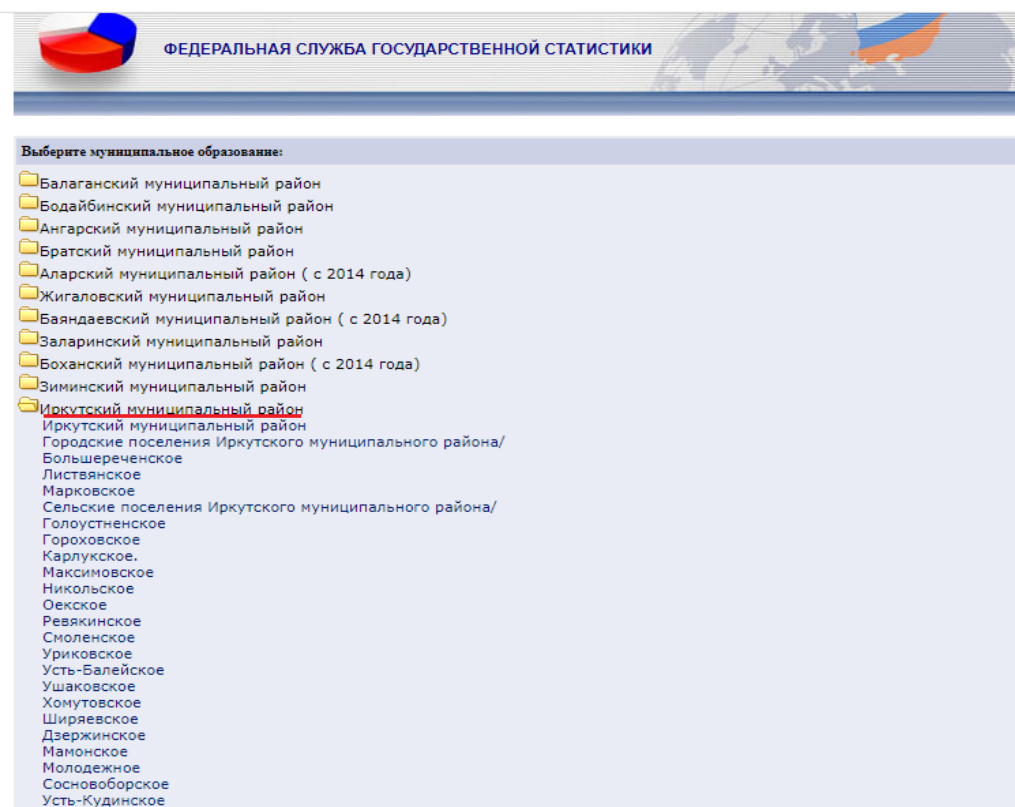 ФЕДЕРАЛЬНАЯ СЛУЖБА ГОСУДАРСТВЕННОЙ СТАТИСТИКИ
Выберите муниципальное образование:
Балаганский муниципальный район
Бодайбинский муниципальный район
Ангарский муниципальный район
Братский муниципальный район
Аларский муниципальный район ( с 2014 года)
Жигаловский муниципальный район
Баяндаевский муниципальный район ( с 2014 года)
Заларинский муниципальный район
Боханский муниципальный район ( с 2014 года)
Зиминский муниципальный район
Иркутский муниципальный район
Иркутский муниципальный район
Городские поселения Иркутского муниципального района/
Большереченское
Листвянское
Марковское
Сельские поселения Иркутского муниципального района/
Голоустненское
Гороховское
Карлукское.
Максимовское
Никольское
Оекское
Ревякинское
Смоленское
Уриковское
Усть-Балейское
Ушаковское
Хомутовское
Ширяевское
Дзержинское
Мамонское
Молодежное
Сосновоборское
Усть-Кудинское